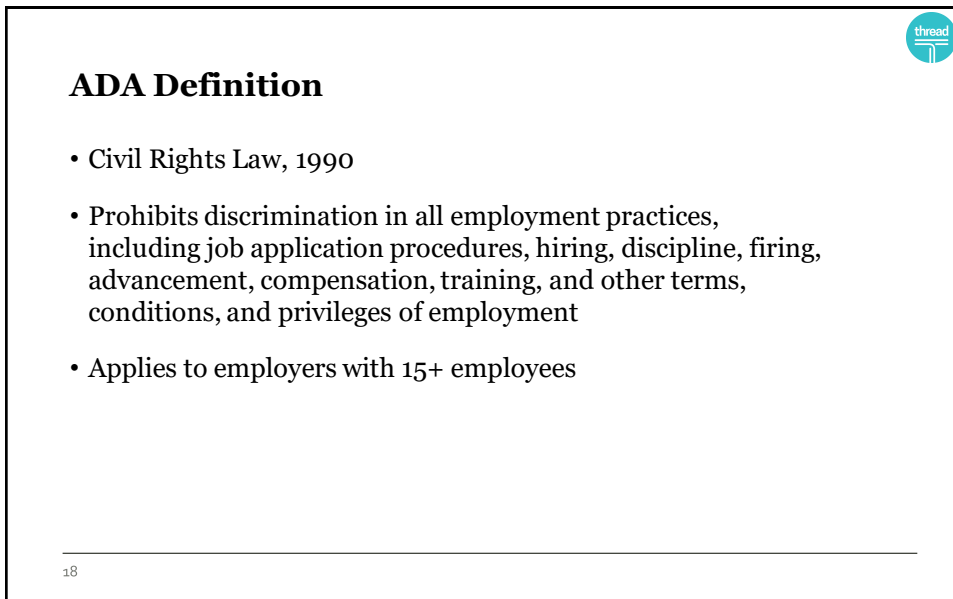 thread
ADA Definition
• Civil Rights Law, 1990
• Prohibits discrimination in all employment practices,
including job application procedures, hiring, discipline, firing,
advancement, compensation, training, and other terms,
conditions, and privileges of employment
• Applies to employers with 15+ employees
18